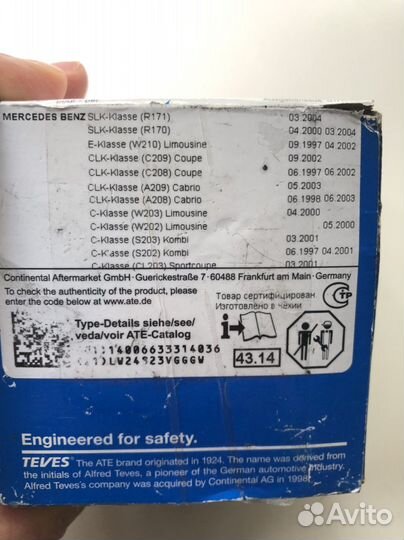 MERCEDES BENZ SLK-Klasse (R171) 03.2004
SLK-Klasse (R170) 04.2000 03.2004
E-Klasse (W210) Limousine 09.1997 04.2002
CLK-Klasse (C209) Coupe 09.2002
CLK-Klasse (C208) Coupe 06.1997 06.2002
CLK-Klasse (A209) Cabrio 05.2003
CLK-Klasse (A208) Cabrio 06.1998 06.2003
C-Klasse (W203) Limousine 04.2000
C-Klasse (W202) Limousine 05.2000
C-Klasse (S203) Kombi 03.2001
C-Klasse (S202) Kombi 06.1997 04.2001
C-Klasse (CL203) Sportcoupe 03.2001
Continental Aftermarket GmbH · Guerickestraße 7 · 60488 Frankfurt am Main · Germany
To check the authenticity of the product, please
enter the code below at www.ate.de
Товар сертифицирован
Изготовлено в Чехии
СТР
Type-Details siehe/see/
veda/voir ATE-Catalog
14006633314036
43.14
Engineered for safety.
TEVES The ATE brand originated in 1924. The name was derived from
the initials of Alfred Teves, a pioneer of the German automotive industry.
Alfred Teves's company was acquired by Continental AG in 1998.
Avito